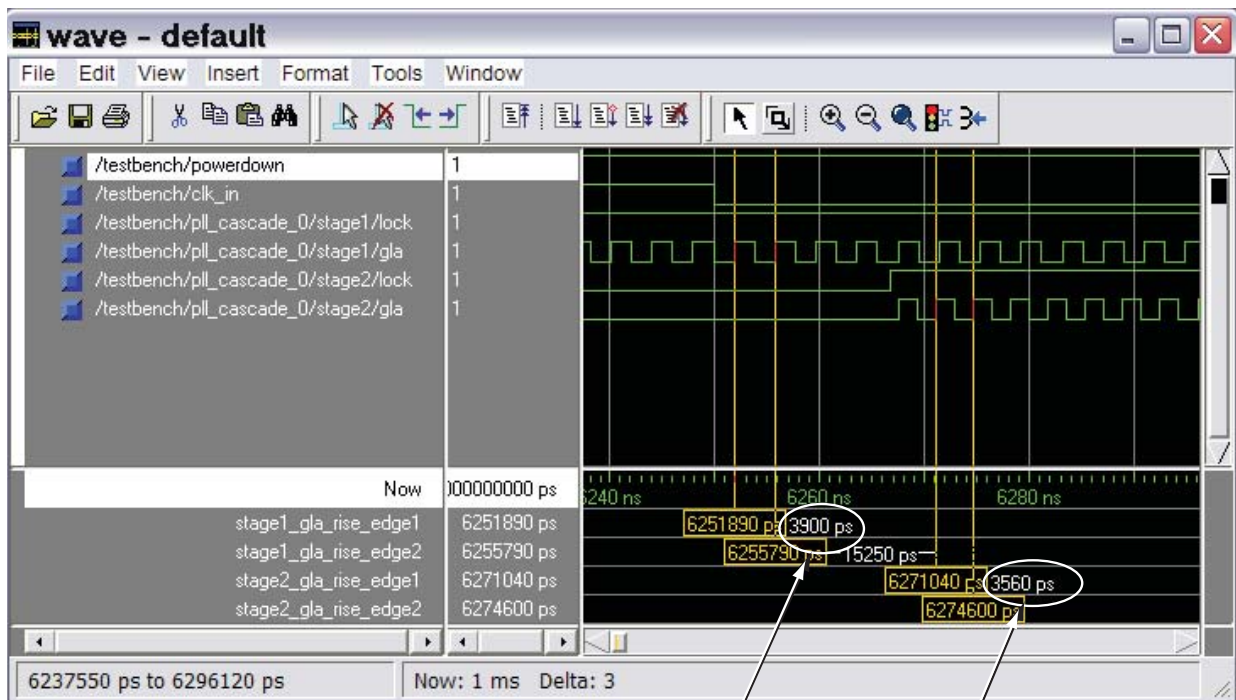 wave - default
File Edit View Insert Format Tools Window
/testbench/powerdown 1
/testbench/clk_in 1
/testbench/pll_cascade_0/stage1/lock 1
/testbench/pll_cascade_0/stage1/gla 1
/testbench/pll_cascade_0/stage2/lock 1
/testbench/pll_cascade_0/stage2/gla 1
Now 000000000 ps 6240 ns 6260 ns 6280 ns
stage1_gla_rise_edge1 6251890 ps 6251890 ps 3900 ps
stage1_gla_rise_edge2 6255790 ps 6255790 ps 15250 ps
stage2_gla_rise_edge1 6271040 ps 6271040 ps 3560 ps
stage2_gla_rise_edge2 6274600 ps 6274600 ps
6237550 ps to 6296120 ps Now: 1 ms Delta: 3